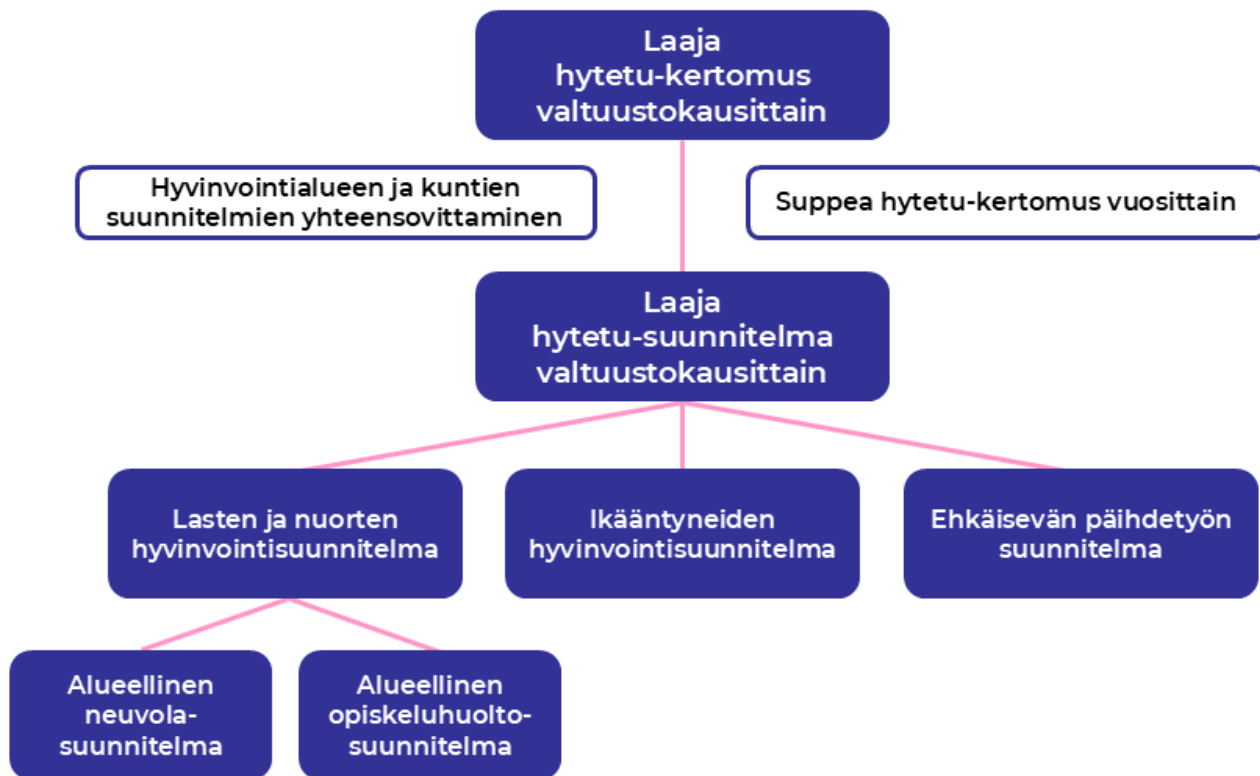 Laaja
hytetu-kertomus
valtuustokausittain
Hyvinvointialueen ja kuntien
suunnitelmien yhteensovittaminen
Suppea hytetu-kertomus vuosittain
Laaja
hytetu-suunnitelma
valtuustokausittain
Lasten ja nuorten
hyvinvointisuunnitelma
Ikääntyneiden
hyvinvointisuunnitelma
Ehkäisevän päihdetyön
suunnitelma
Alueellinen
neuvola-
suunnitelma
Alueellinen
opiskeluhuolto-
suunnitelma